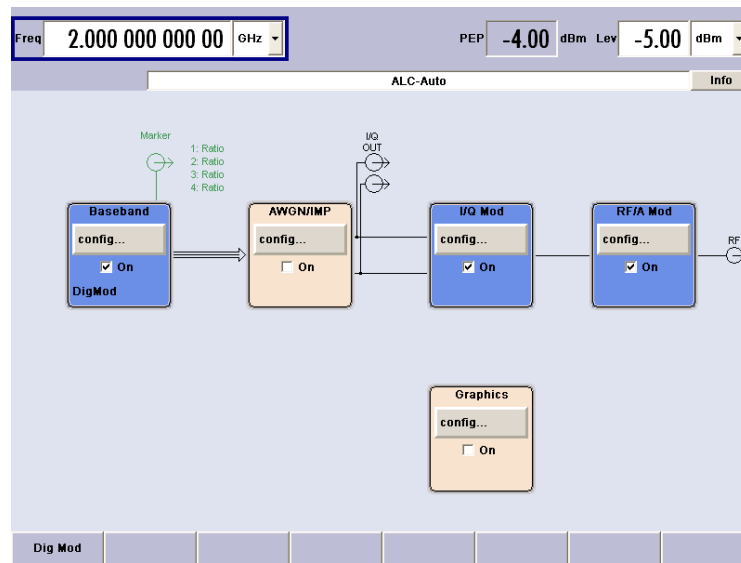 Freq 2.000 000 000 00 GHz PEP -4.00 dBm Lev -5.00 dBm
ALC-Auto Info
Marker
1: Ratio
2: Ratio
3: Ratio
4: Ratio
I/Q
OUT
Baseband AWGN/IMP I/Q Mod RF/A Mod
config... config... config... config... RF
On On On On
DigMod
Graphics
config...
On
Dig Mod